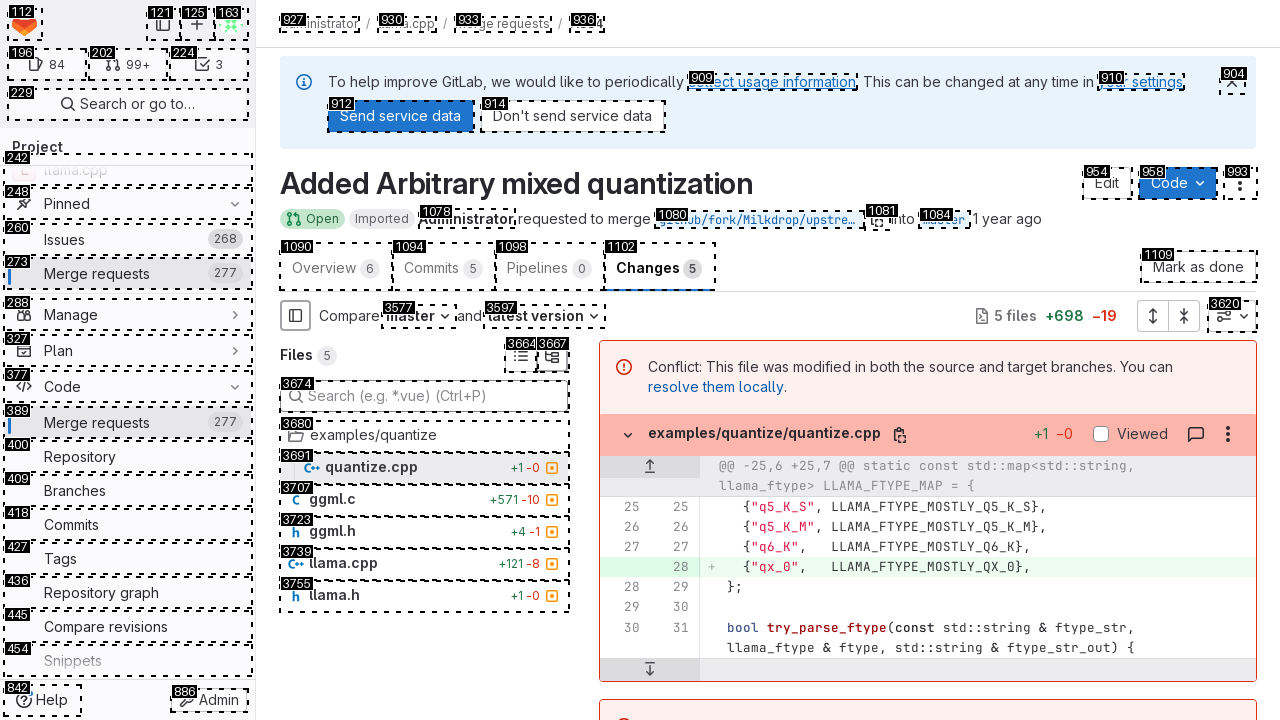 112
121
125
163
196
84
202
99+
224
3
229
Search or go to…
Project
242
llama.cpp
248
Pinned
260
Issues
268
273
Merge requests
277
288
Manage
327
Plan
377
Code
389
Merge requests
277
400
Repository
409
Branches
418
Commits
427
Tags
436
Repository graph
445
Compare revisions
454
Snippets
842
Help
886
Admin
927
930
933
936
/ / /
To help improve GitLab, we would like to periodically 909 collect usage information. This can be changed at any time in 910 your settings.
904
912
Send service data
914
Don't send service data
Added Arbitrary mixed quantization
954
Edit
958
Code
993
Open
Imported
1078
Administrator requested to merge 1080 github/fork/Milkdrop/upstre… 1081 into 1084 master 1 year ago
1090
Overview 6
1094
Commits 5
1098
Pipelines 0
1102
Changes 5
1109
Mark as done
Compare 3577 master and 3597 latest version
5 files +698 −19
3620
Files 5
3664
3667
3674
Search (e.g. *.vue) (Ctrl+P)
3680
examples/quantize
3691
quantize.cpp +1 -0
3707
ggml.c +571 -10
3723
ggml.h +4 -1
3739
llama.cpp +121 -8
3755
llama.h +1 -0
Conflict: This file was modified in both the source and target branches. You can
resolve them locally.
examples/quantize/quantize.cpp
+1 −0
Viewed
@@ -25,6 +25,7 @@ static const std::map<std::string,
llama_ftype> LLAMA_FTYPE_MAP = {
25 25 {"q5_K_S", LLAMA_FTYPE_MOSTLY_Q5_K_S},
26 26 {"q5_K_M", LLAMA_FTYPE_MOSTLY_Q5_K_M},
27 27 {"q6_K",   LLAMA_FTYPE_MOSTLY_Q6_K},
28 + {"qx_0",   LLAMA_FTYPE_MOSTLY_QX_0},
28 29 };
29 30
30 31 bool try_parse_ftype(const std::string & ftype_str,
llama_ftype & ftype, std::string & ftype_str_out) {